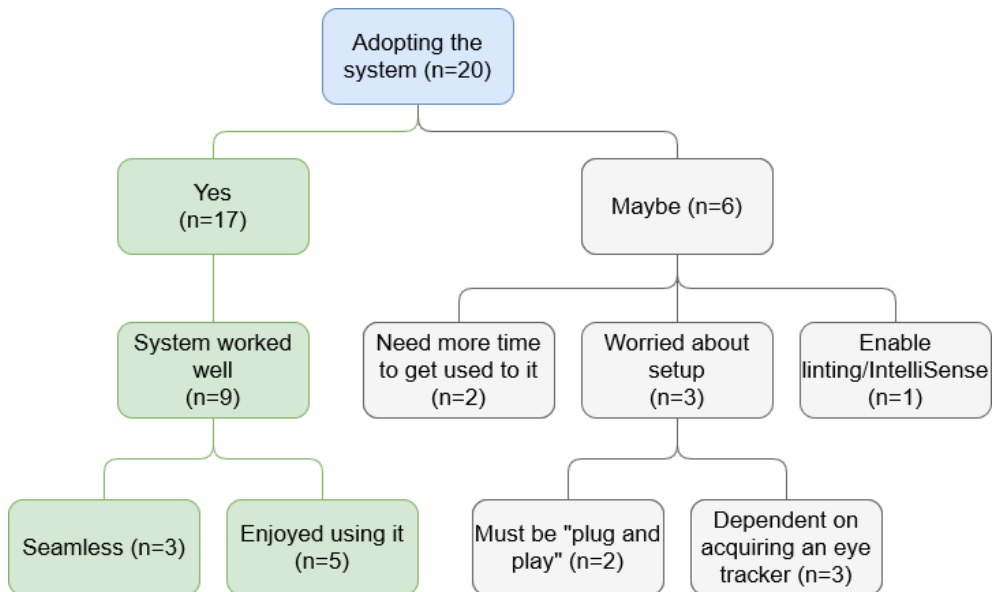 Adopting the
system (n=20)
Yes
(n=17)
Maybe (n=6)
System worked
well
(n=9)
Need more time
to get used to it
(n=2)
Worried about
setup
(n=3)
Enable
linting/IntelliSense
(n=1)
Seamless (n=3)
Enjoyed using it
(n=5)
Must be "plug and
play" (n=2)
Dependent on
acquiring an eye
tracker (n=3)